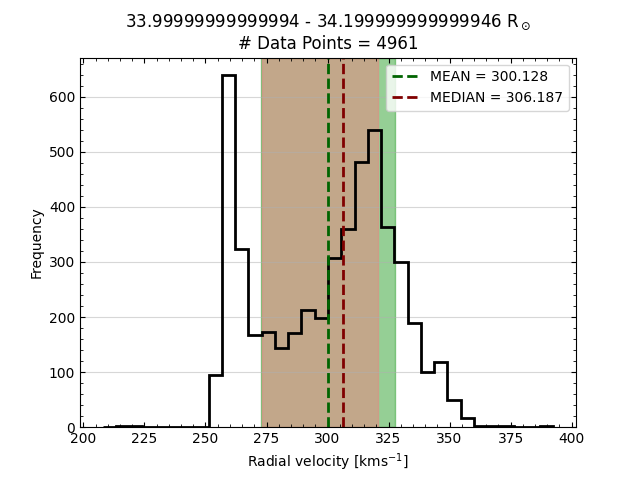 33.99999999999994 - 34.199999999999946 R⊙
# Data Points = 4961
MEAN = 300.128
MEDIAN = 306.187
Frequency
600
500
400
300
200
100
0
200 225 250 275 300 325 350 375 400
Radial velocity [kms⁻¹]